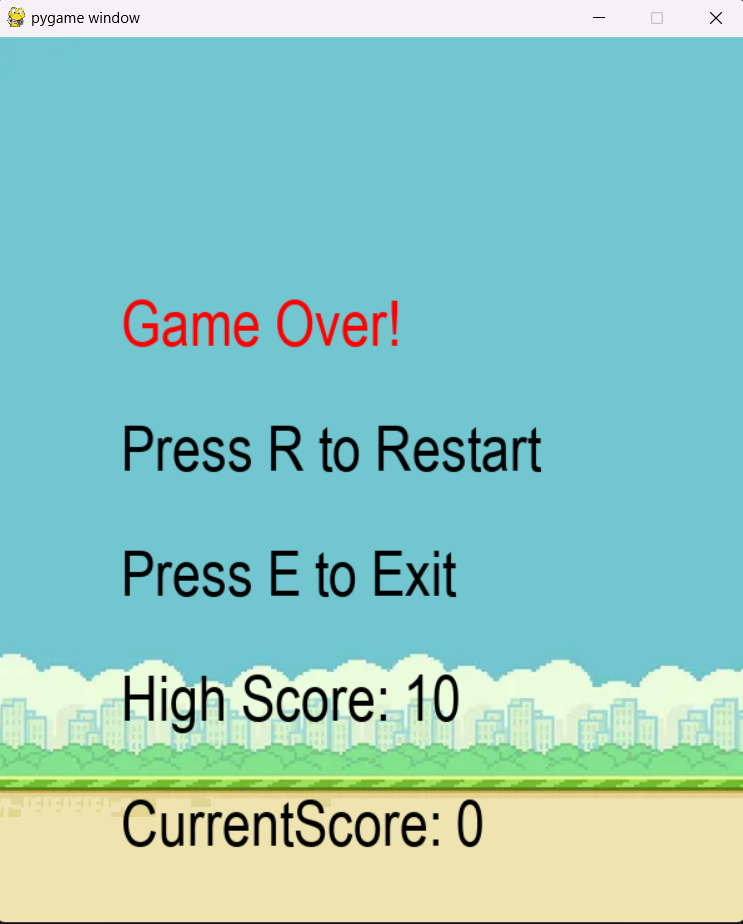 pygame window
Game Over!
Press R to Restart
Press E to Exit
High Score: 10
CurrentScore: 0